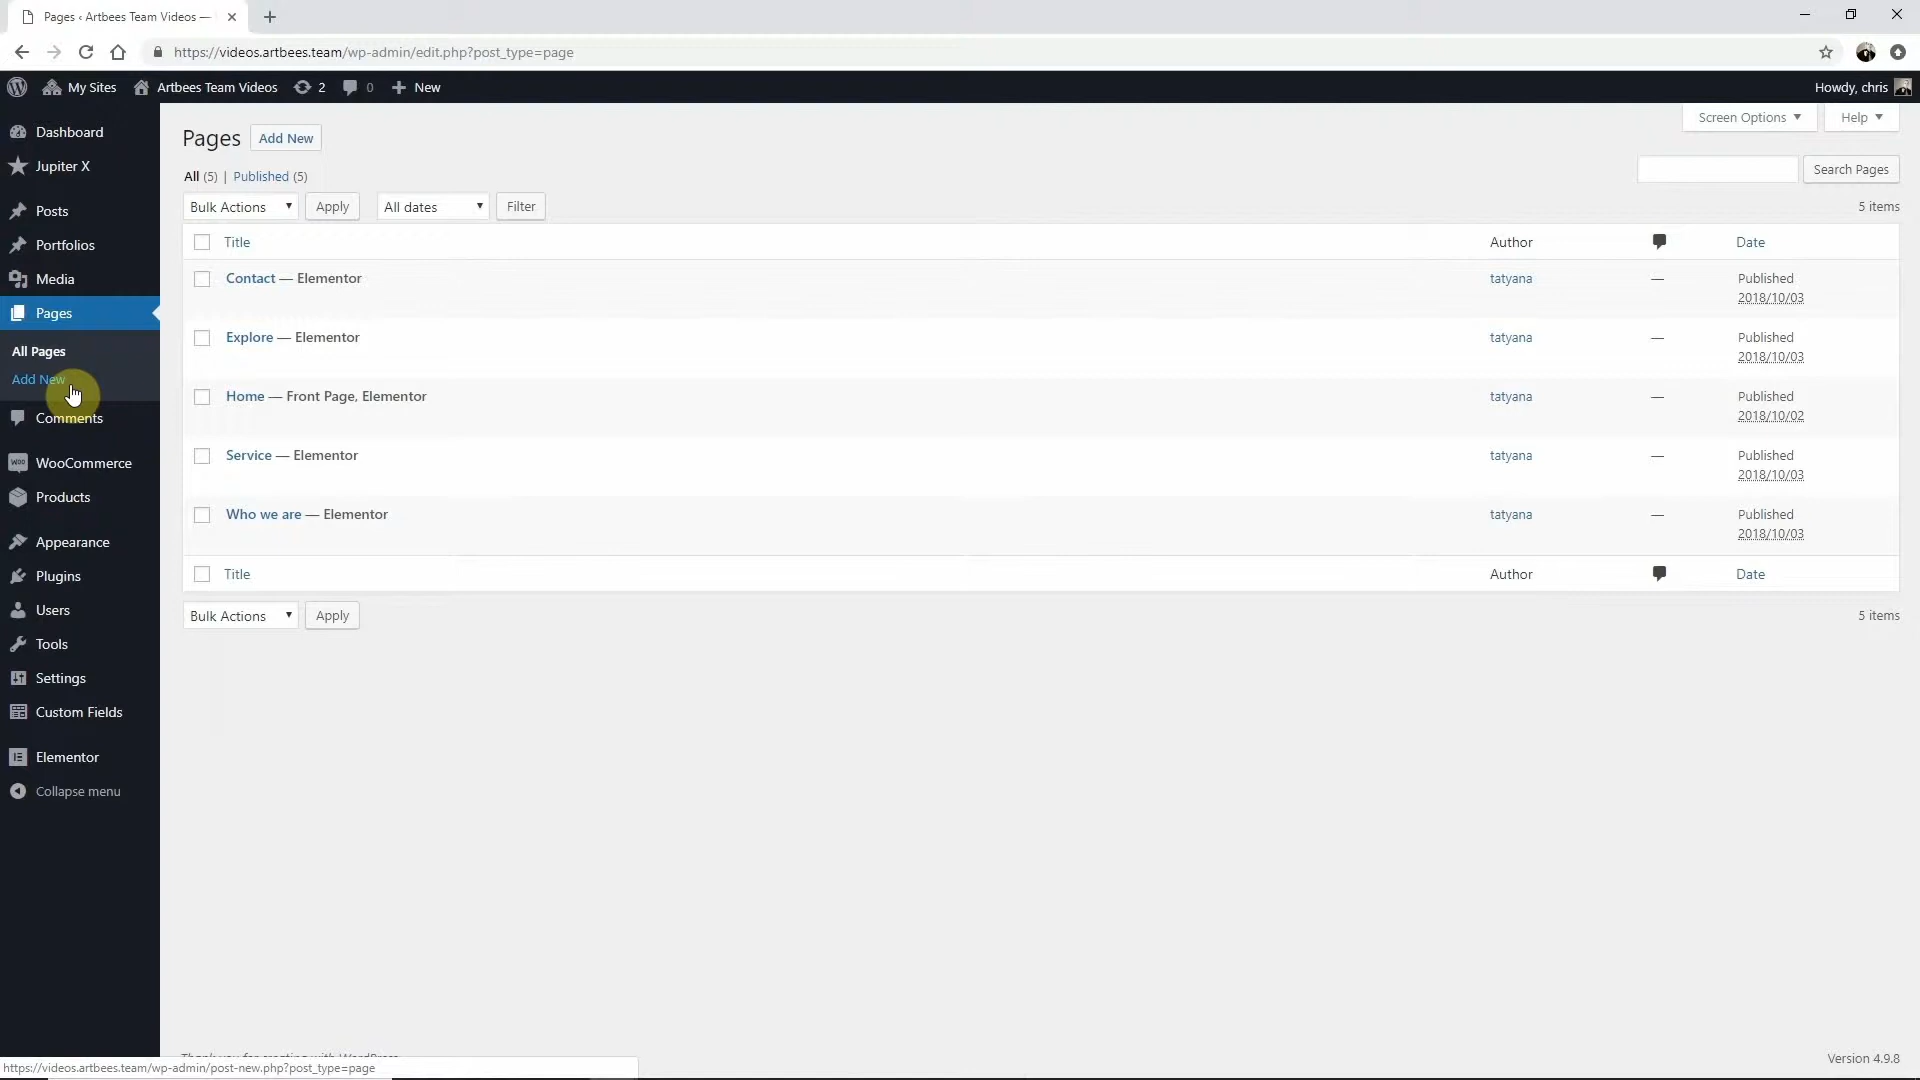 Pages ‹ Artbees Team Videos —
https://videos.artbees.team/wp-admin/edit.php?post_type=page
My Sites
Artbees Team Videos
2
0
New
Howdy, chris
Screen Options
Help
Dashboard
Jupiter X
Posts
Portfolios
Media
Pages
All Pages
Add New
Comments
WooCommerce
Products
Appearance
Plugins
Users
Tools
Settings
Custom Fields
Elementor
Collapse menu
Pages
Add New
All (5) | Published (5)
Search Pages
Bulk Actions
Apply
All dates
Filter
5 items
Title
Author
Date
Contact — Elementor
tatyana
—
Published
2018/10/03
Explore — Elementor
tatyana
—
Published
2018/10/03
Home — Front Page, Elementor
tatyana
—
Published
2018/10/02
Service — Elementor
tatyana
—
Published
2018/10/03
Who we are — Elementor
tatyana
—
Published
2018/10/03
Title
Author
Date
Bulk Actions
Apply
5 items
Version 4.9.8
https://videos.artbees.team/wp-admin/post-new.php?post_type=page